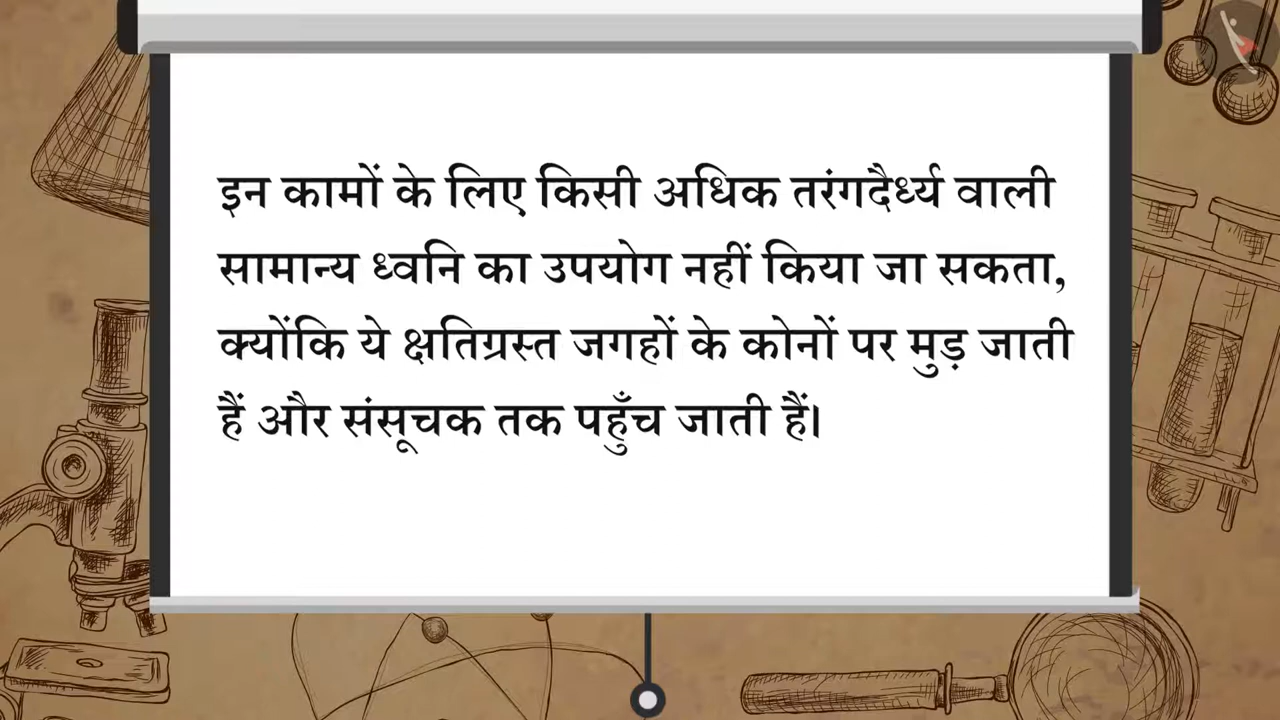 इन कामों के लिए किसी अधिक तरंगदैर्ध्य वाली
सामान्य ध्वनि का उपयोग नहीं किया जा सकता,
क्योंकि ये क्षतिग्रस्त जगहों के कोनों पर मुड़ जाती
हैं और संसूचक तक पहुँच जाती हैं।